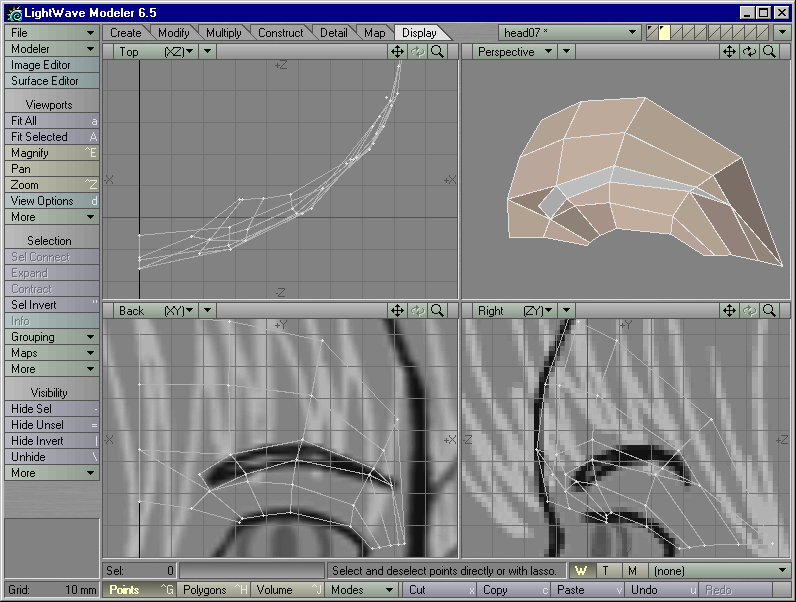 LightWave Modeler 6.5
File
Modeler
Image Editor
Surface Editor
Viewports
Fit All a
Fit Selected A
Magnify ^E
Pan
Zoom ^Z
View Options d
More
Selection
Sel Connect
Expand
Contract
Sel Invert "
Info
Grouping
Maps
More
Visibility
Hide Sel -
Hide Unsel =
Hide Invert |
Unhide \
More
Create Modify Multiply Construct Detail Map Display head07 *
Top (XZ)
+Z
-X +X
-Z
Perspective
Back (XY)
+Y
-X +X
Right (ZY)
+Y
-Z +Z
Sel: 0 Select and deselect points directly or with lasso. W T M (none)
Grid: 10 mm Points ^G Polygons ^H Volume ^J Modes Cut x Copy c Paste v Undo u Redo